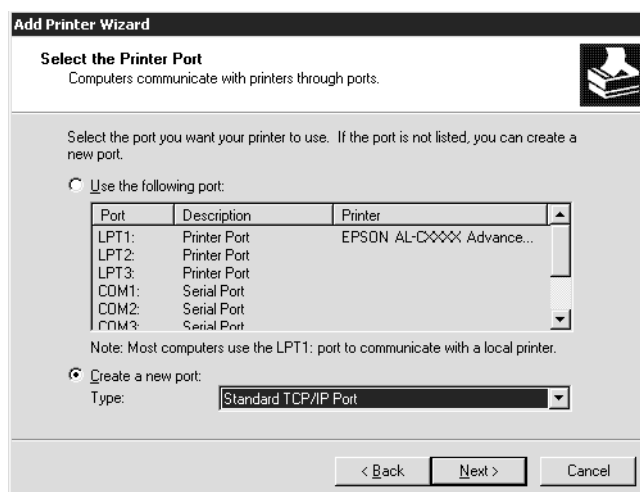 Add Printer Wizard
Select the Printer Port
Computers communicate with printers through ports.
Select the port you want your printer to use. If the port is not listed, you can create a
new port.
Use the following port:
Port Description Printer
LPT1: Printer Port EPSON AL-CXXXX Advance...
LPT2: Printer Port
LPT3: Printer Port
COM1: Serial Port
COM2: Serial Port
COM3: Serial Port
Note: Most computers use the LPT1: port to communicate with a local printer.
Create a new port:
Type: Standard TCP/IP Port
< Back Next > Cancel